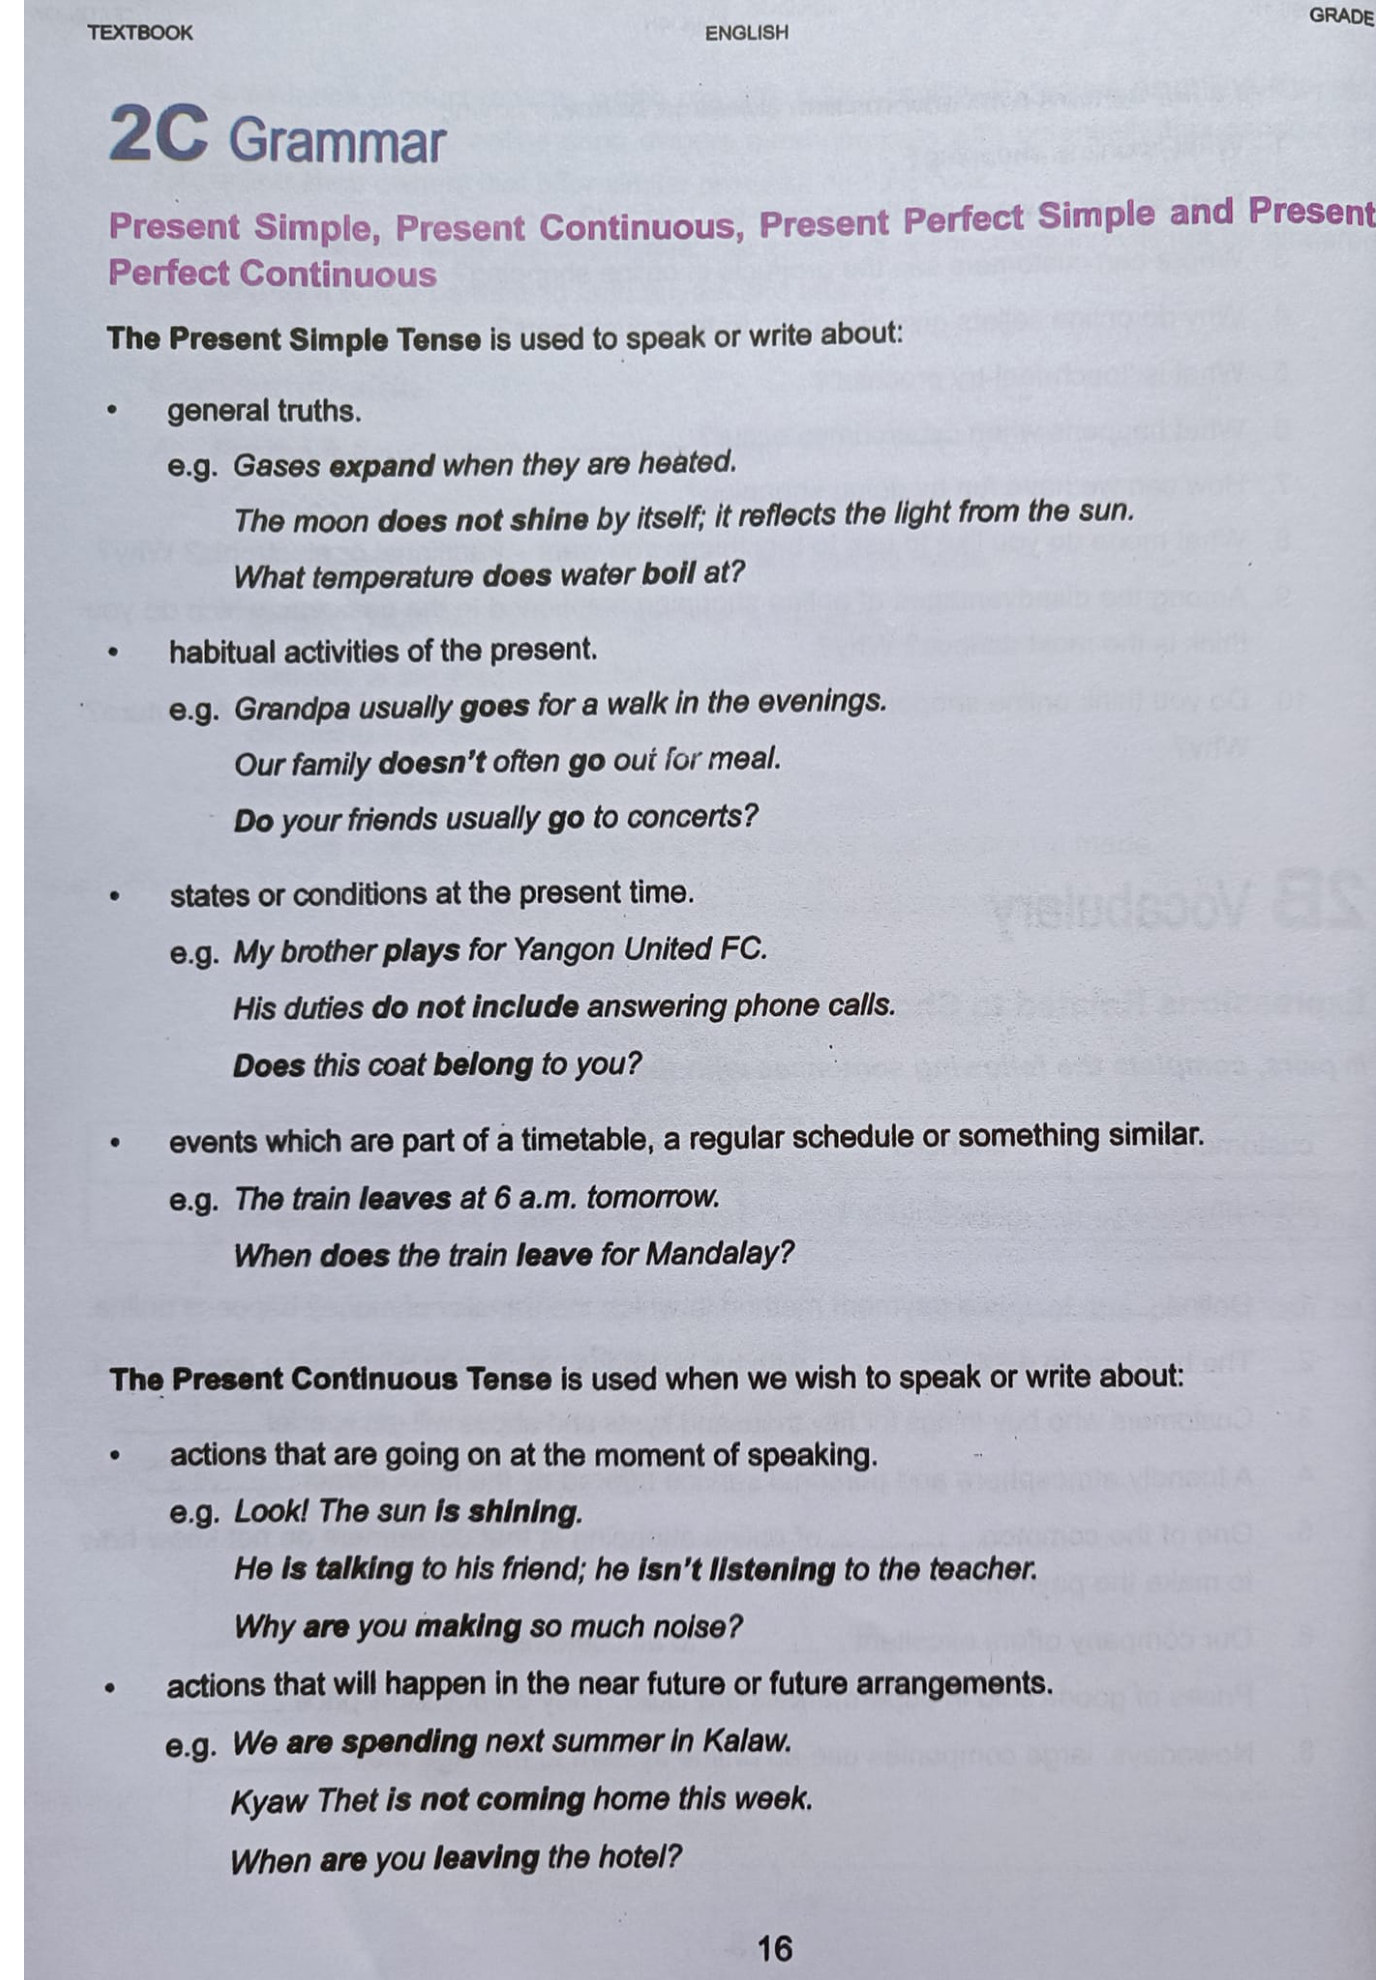 TEXTBOOK ENGLISH GRADE
2C Grammar
Present Simple, Present Continuous, Present Perfect Simple and Present
Perfect Continuous
The Present Simple Tense is used to speak or write about:
• general truths.
e.g. Gases expand when they are heated.
The moon does not shine by itself; it reflects the light from the sun.
What temperature does water boil at?
• habitual activities of the present.
e.g. Grandpa usually goes for a walk in the evenings.
Our family doesn't often go out for meal.
Do your friends usually go to concerts?
• states or conditions at the present time.
e.g. My brother plays for Yangon United FC.
His duties do not include answering phone calls.
Does this coat belong to you?
• events which are part of a timetable, a regular schedule or something similar.
e.g. The train leaves at 6 a.m. tomorrow.
When does the train leave for Mandalay?
The Present Continuous Tense is used when we wish to speak or write about:
• actions that are going on at the moment of speaking.
e.g. Look! The sun is shining.
He is talking to his friend; he isn't listening to the teacher.
Why are you making so much noise?
• actions that will happen in the near future or future arrangements.
e.g. We are spending next summer in Kalaw.
Kyaw Thet is not coming home this week.
When are you leaving the hotel?
16